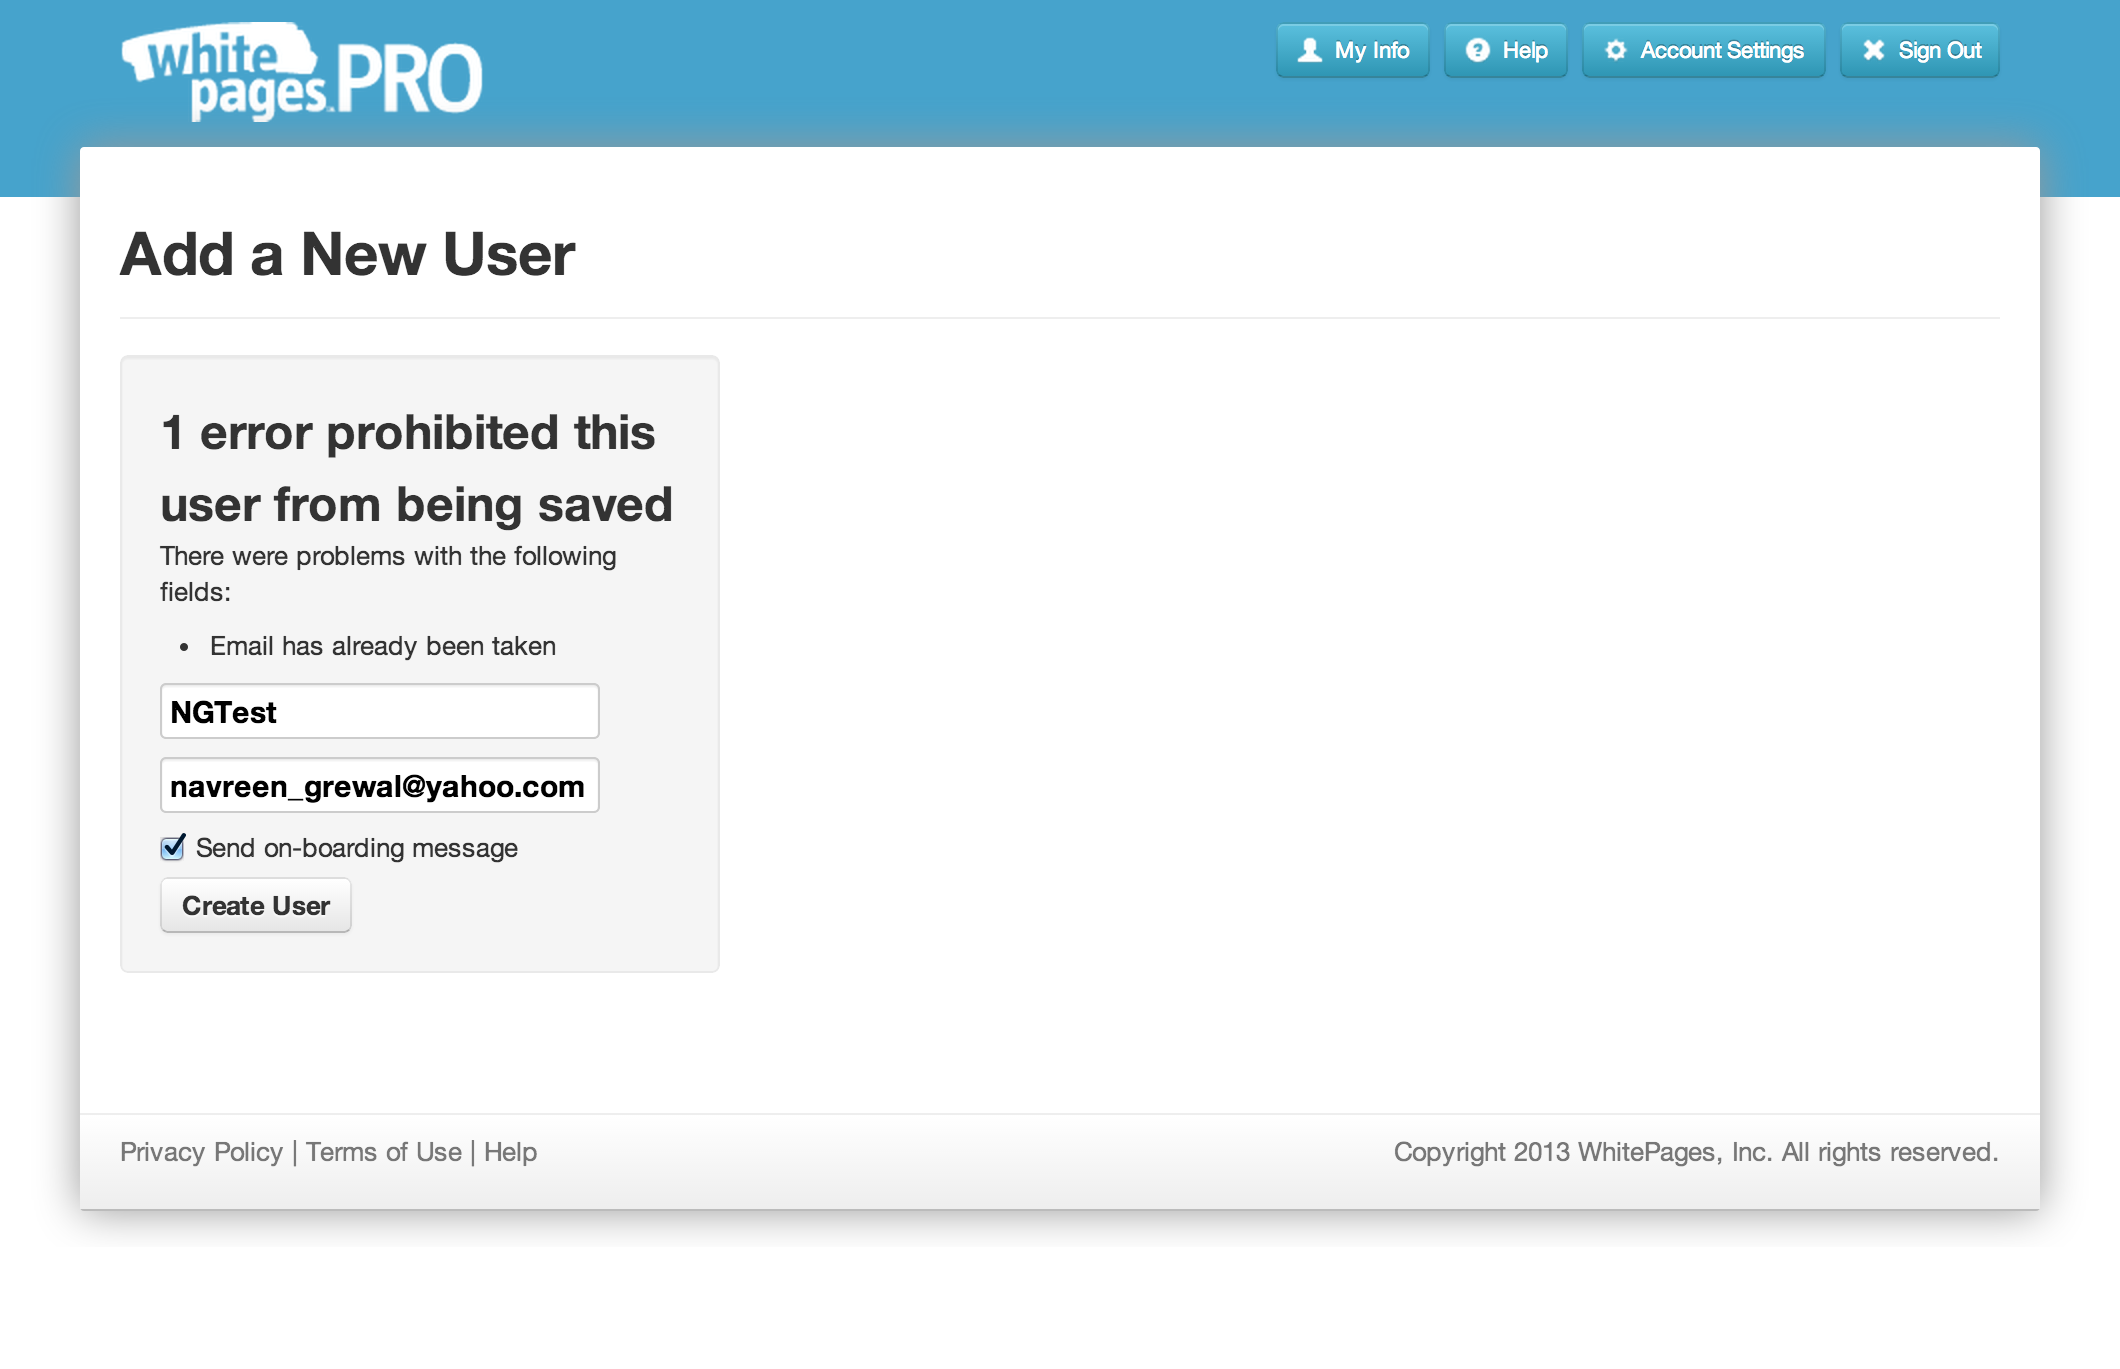 white
pages.PRO
My Info
Help
Account Settings
Sign Out
Add a New User
1 error prohibited this
user from being saved
There were problems with the following
fields:
• Email has already been taken
NGTest
navreen_grewal@yahoo.com
Send on-boarding message
Create User
Privacy Policy | Terms of Use | Help
Copyright 2013 WhitePages, Inc. All rights reserved.